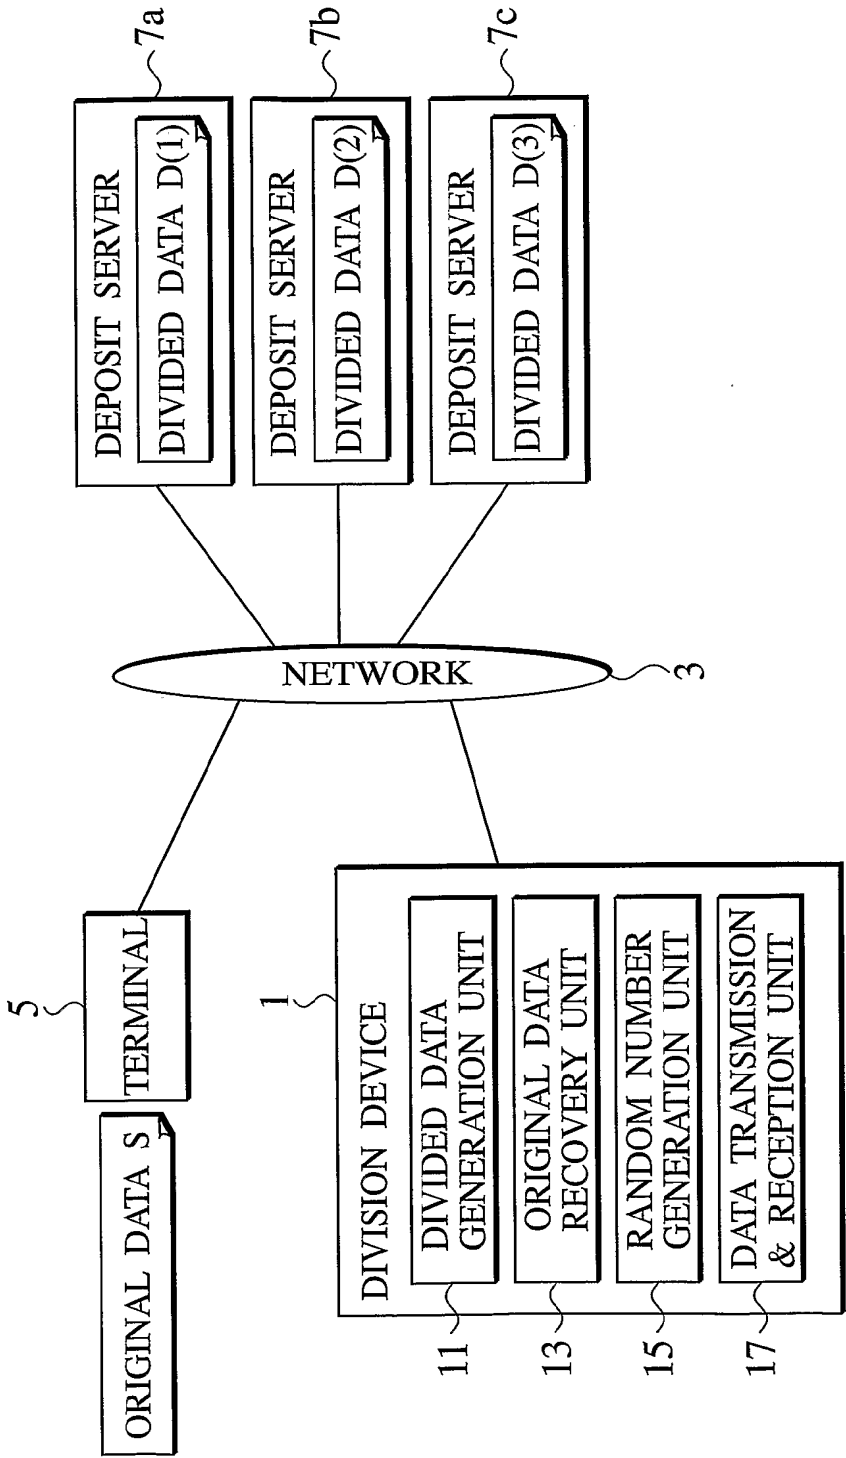 ORIGINAL DATA S
TERMINAL
5
DIVISION DEVICE
1
DIVIDED DATA
GENERATION UNIT
11
ORIGINAL DATA
RECOVERY UNIT
13
RANDOM NUMBER
GENERATION UNIT
15
DATA TRANSMISSION
& RECEPTION UNIT
17
NETWORK
3
DEPOSIT SERVER
DIVIDED DATA D(1)
7a
DEPOSIT SERVER
DIVIDED DATA D(2)
7b
DEPOSIT SERVER
DIVIDED DATA D(3)
7c